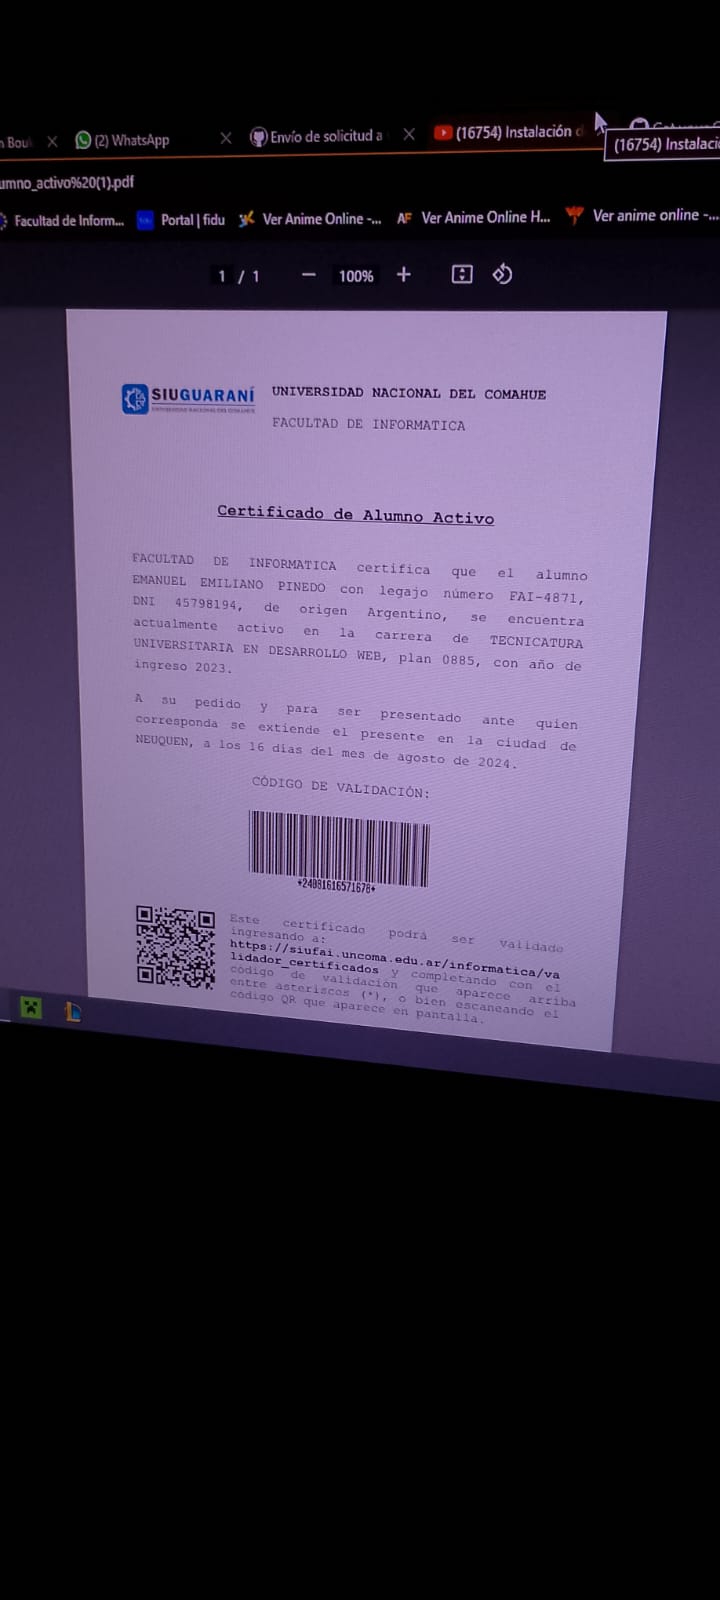 n Bou
(2) WhatsApp
Envío de solicitud a
(16754) Instalación d
(16754) Instalaci
umno_activo%20(1).pdf
Facultad de Inform...
Portal | fidu
Ver Anime Online -...
AF Ver Anime Online H...
Ver anime online -...
1 / 1 — 100% +
SIUGUARANÍ
UNIVERSIDAD NACIONAL DEL COMAHUE
UNIVERSIDAD NACIONAL DEL COMAHUE
FACULTAD DE INFORMATICA
Certificado de Alumno Activo
FACULTAD DE INFORMATICA certifica que el alumno
EMANUEL EMILIANO PINEDO con legajo número FAI-4871,
DNI 45798194, de origen Argentino, se encuentra
actualmente activo en la carrera de TECNICATURA
UNIVERSITARIA EN DESARROLLO WEB, plan 0885, con año de
ingreso 2023.
A su pedido y para ser presentado ante quien
corresponda se extiende el presente en la ciudad de
NEUQUEN, a los 16 días del mes de agosto de 2024.
CÓDIGO DE VALIDACIÓN:
*24081616571678*
Este certificado podrá ser validado
ingresando a:
https://siufai.uncoma.edu.ar/informatica/va
lidador_certificados y completando con el
código de validación que aparece arriba
entre asteriscos (*), o bien escaneando el
código QR que aparece en pantalla.